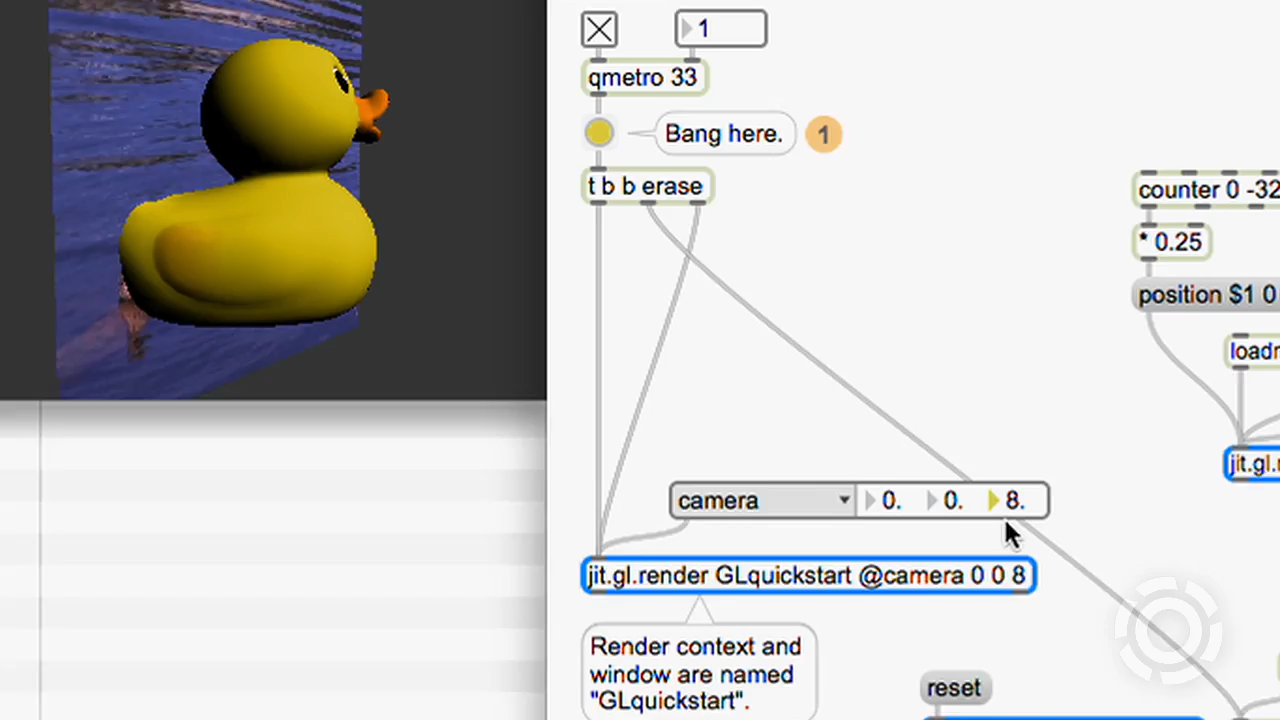 1
qmetro 33
Bang here.
1
t b b erase
counter 0 -32
* 0.25
position $1 0
camera 0. 0. 8.
jit.gl.render GLquickstart @camera 0 0 8
Render context and
window are named
"GLquickstart".
reset